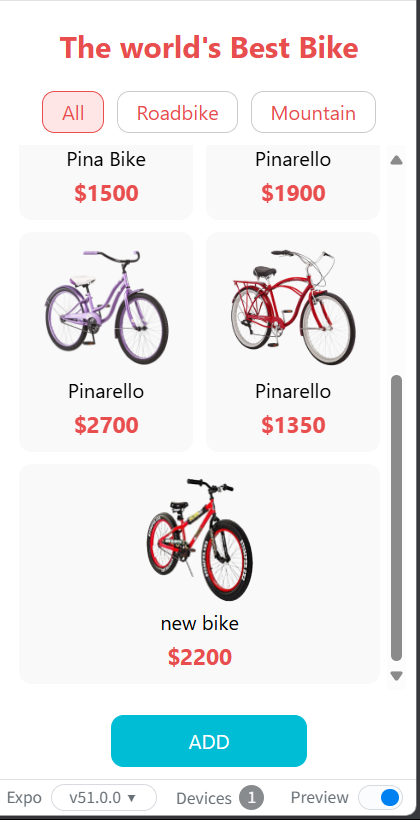 The world's Best Bike
All Roadbike Mountain
Pina Bike Pinarello
$1500 $1900
Pinarello Pinarello
$2700 $1350
new bike
$2200
ADD
Expo v51.0.0 ▼ Devices 1 Preview